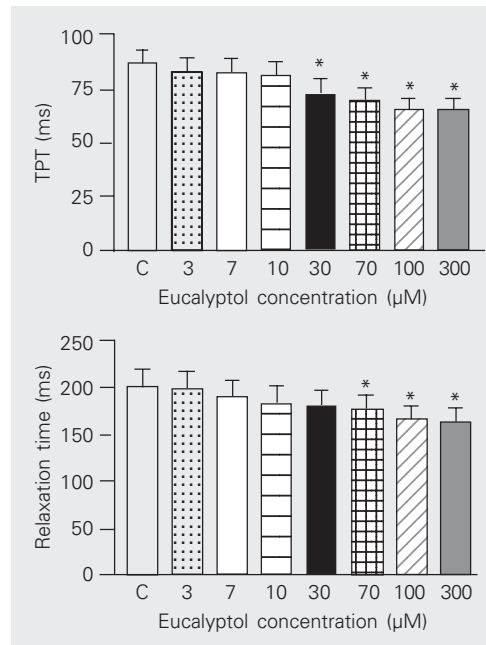 100
75
50
25
0
TPT (ms)
* * * *
C 3 7 10 30 70 100 300
Eucalyptol concentration (µM)
250
200
150
100
50
0
Relaxation time (ms)
* * *
C 3 7 10 30 70 100 300
Eucalyptol concentration (µM)